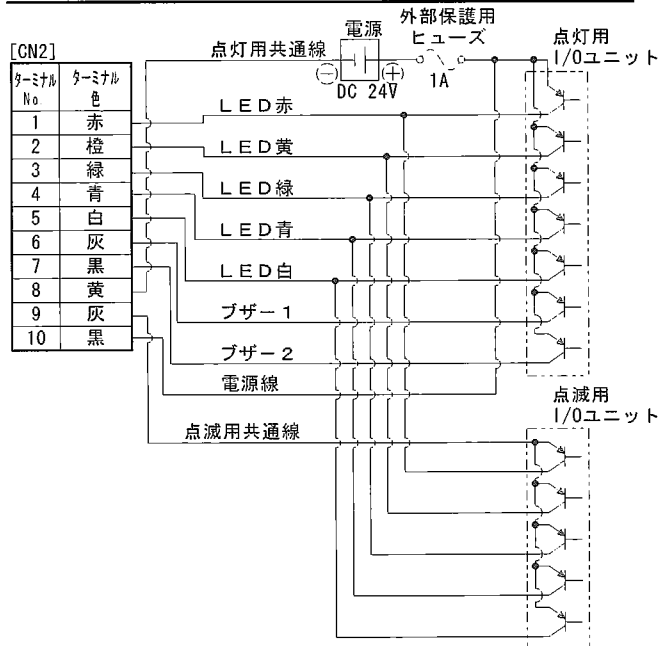 外部保護用
電源
ヒューズ
点灯用
I/Oユニット
[CN2]
点灯用共通線
(-)
(+)
DC 24V
1A
ターミナル
No.
ターミナル
色
1 赤
2 橙
3 緑
4 青
5 白
6 灰
7 黒
8 黄
9 灰
10 黒
LED赤
LED黄
LED緑
LED青
LED白
ブザー1
ブザー2
電源線
点滅用共通線
点滅用
I/Oユニット